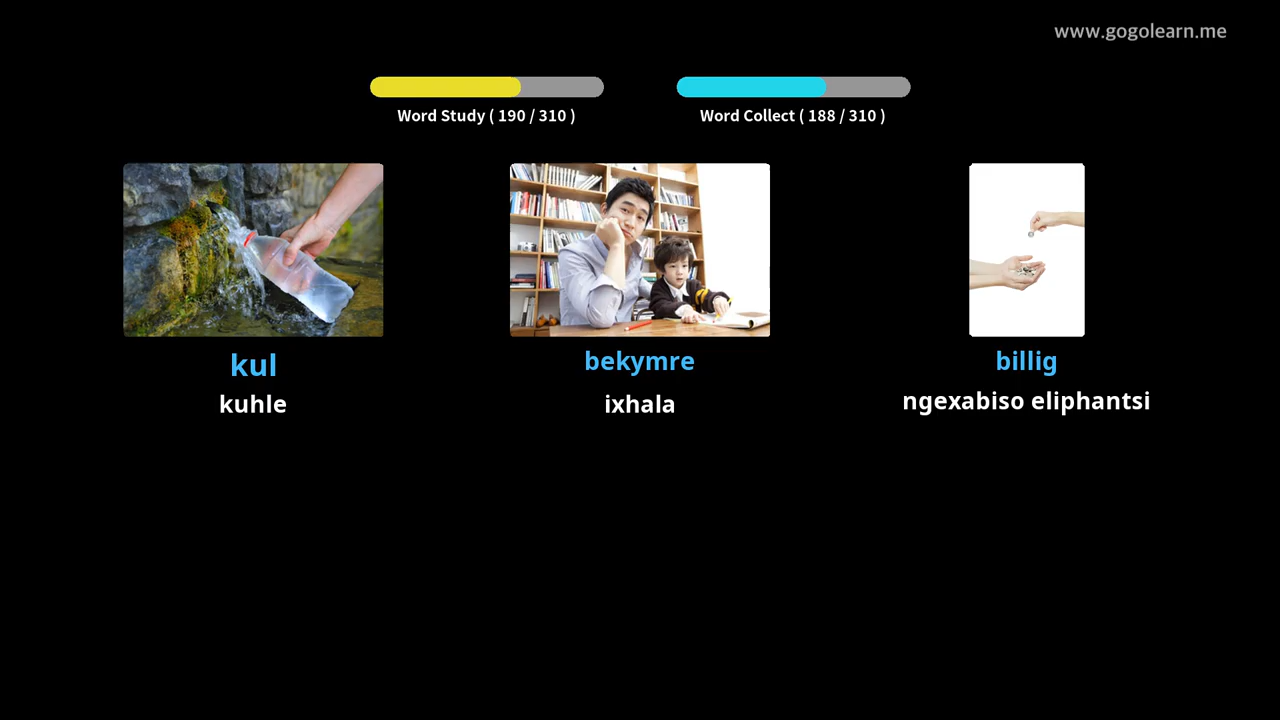 www.gogolearn.me
Word Study ( 190 / 310 )
Word Collect ( 188 / 310 )
kul
bekymre
billig
kuhle
ixhala
ngexabiso eliphantsi